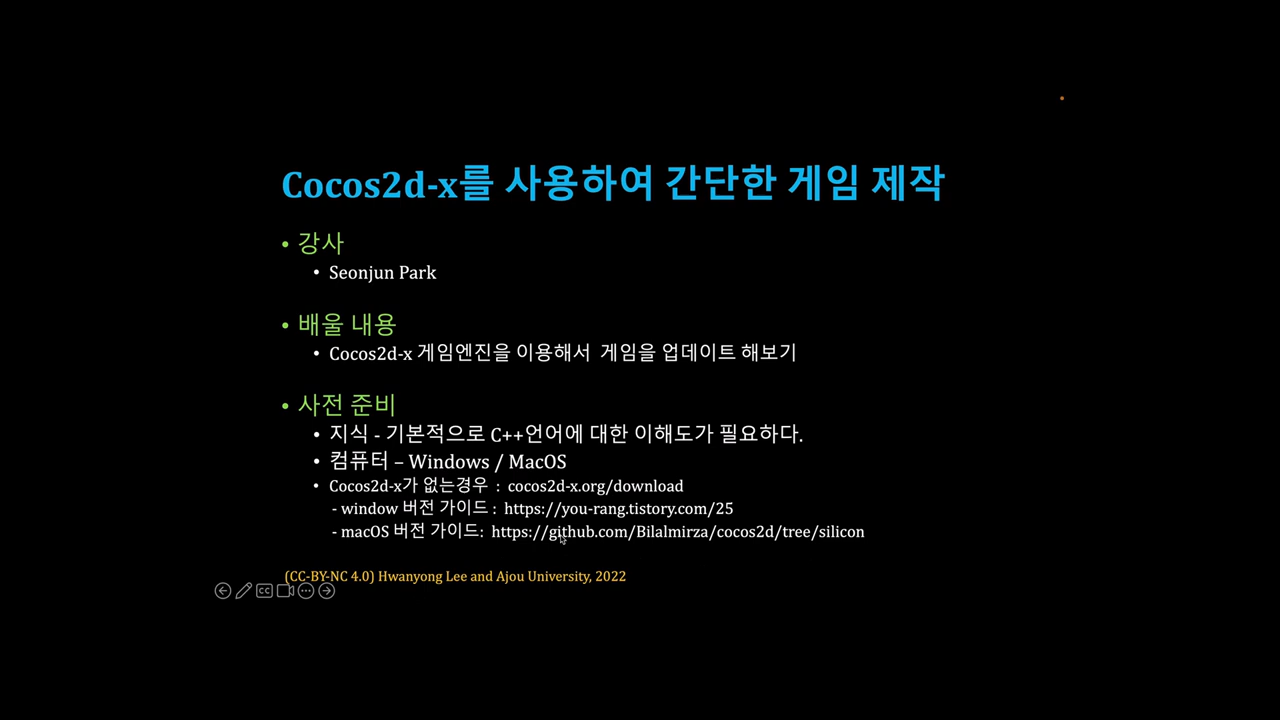 Cocos2d-x를 사용하여 간단한 게임 제작
• 강사
• Seonjun Park
• 배울 내용
• Cocos2d-x 게임엔진을 이용해서 게임을 업데이트 해보기
• 사전 준비
• 지식 - 기본적으로 C++언어에 대한 이해도가 필요하다.
• 컴퓨터 – Windows / MacOS
• Cocos2d-x가 없는경우 : cocos2d-x.org/download
- window 버전 가이드 : https://you-rang.tistory.com/25
- macOS 버전 가이드: https://github.com/Bilalmirza/cocos2d/tree/silicon
(CC-BY-NC 4.0) Hwanyong Lee and Ajou University, 2022
CC